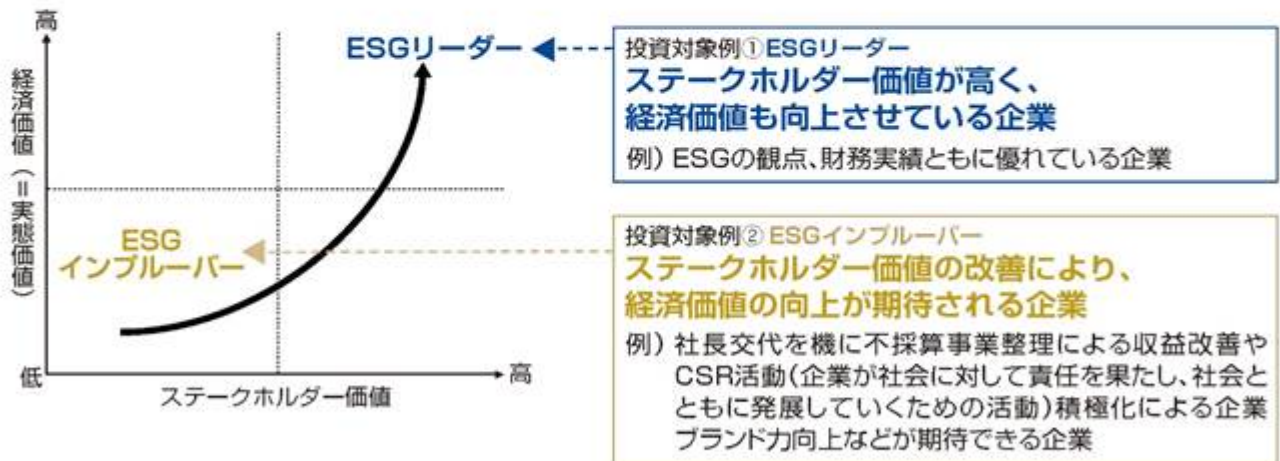 高
経済価値（＝実態価値）
低
ESGリーダー
ESG
インプルーバー
ステークホルダー価値
高
投資対象例①ESGリーダー
ステークホルダー価値が高く、
経済価値も向上させている企業
例）ESGの観点、財務実績ともに優れている企業
投資対象例②ESGインプルーバー
ステークホルダー価値の改善により、
経済価値の向上が期待される企業
例）社長交代を機に不採算事業整理による収益改善や
CSR活動（企業が社会に対して責任を果たし、社会と
ともに発展していくための活動）積極化による企業
ブランド力向上などが期待できる企業